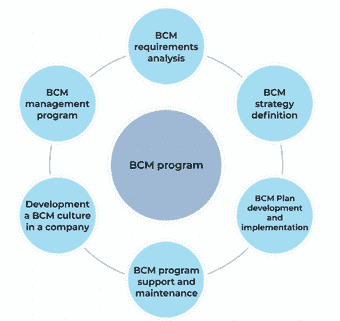 BCM
requirements
analysis
BCM
strategy
definition
BCM Plan
development
and
implementation
BCM program
support and
maintenance
Development
a BCM culture
in a company
BCM
management
program
BCM program